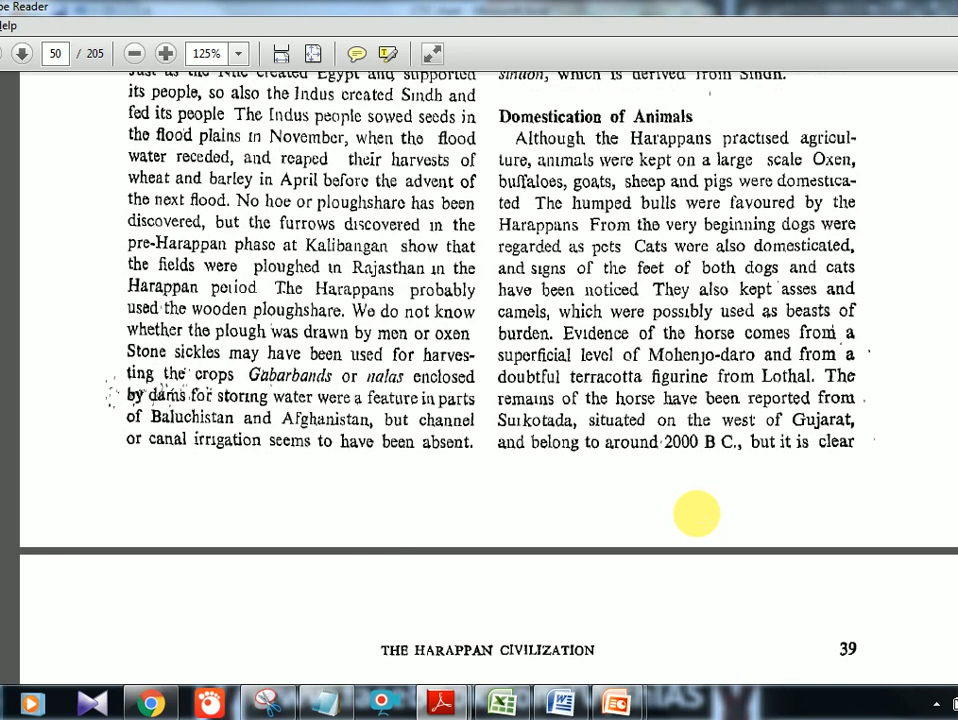 be Reader
Help
50 / 205
125%
Just as the Nile created Egypt and supported
its people, so also the Indus created Sindh and
fed its people The Indus people sowed seeds in
the flood plains in November, when the flood
water receded, and reaped their harvests of
wheat and barley in April before the advent of
the next flood. No hoe or ploughshare has been
discovered, but the furrows discovered in the
pre-Harappan phase at Kalibangan show that
the fields were ploughed in Rajasthan in the
Harappan period The Harappans probably
used the wooden ploughshare. We do not know
whether the plough was drawn by men or oxen
Stone sickles may have been used for harves-
ting the crops Gabarbands or nalas enclosed
by dams for storing water were a feature in parts
of Baluchistan and Afghanistan, but channel
or canal irrigation seems to have been absent.
sindon, which is derived from Sindh.
Domestication of Animals
Although the Harappans practised agricul-
ture, animals were kept on a large scale Oxen,
buffaloes, goats, sheep and pigs were domestica-
ted The humped bulls were favoured by the
Harappans From the very beginning dogs were
regarded as pets Cats were also domesticated,
and signs of the feet of both dogs and cats
have been noticed They also kept asses and
camels, which were possibly used as beasts of
burden. Evidence of the horse comes from a
superficial level of Mohenjo-daro and from a
doubtful terracotta figurine from Lothal. The
remains of the horse have been reported from
Surkotada, situated on the west of Gujarat,
and belong to around 2000 B C., but it is clear
THE HARAPPAN CIVILIZATION 39